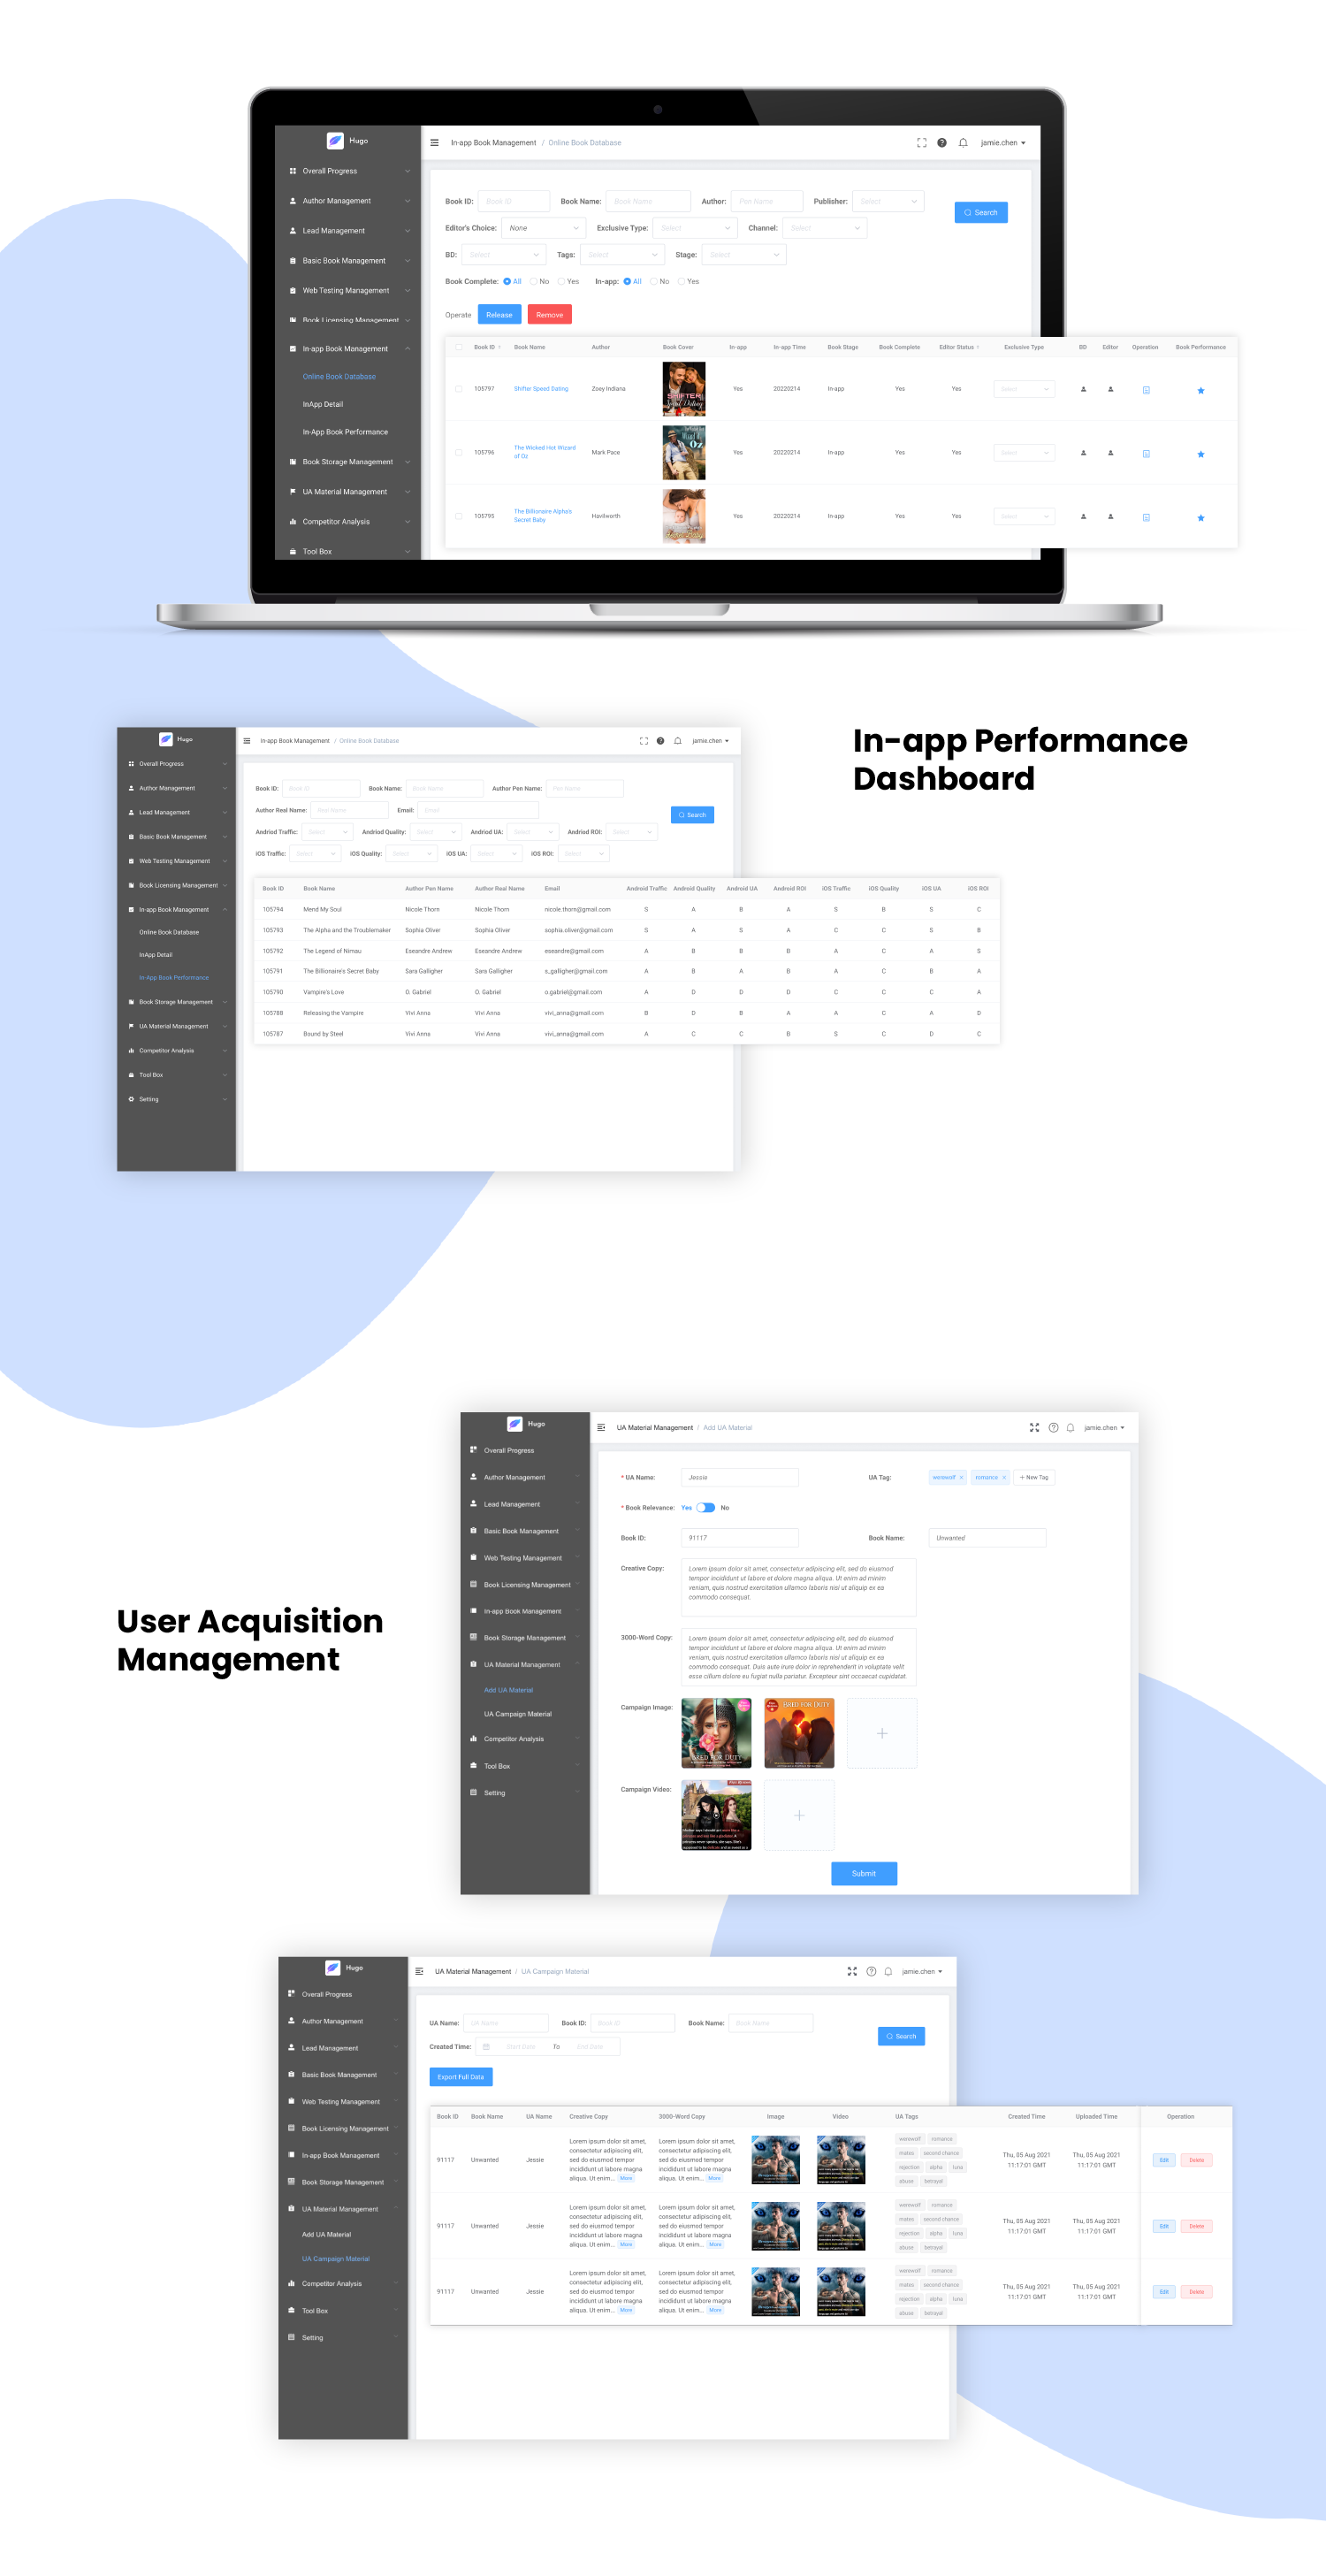 Hugo
In-app Book Management / Online Book Database
jamie.chen
Overall Progress
Author Management
Lead Management
Basic Book Management
Web Testing Management
Book Licensing Management
In-app Book Management
Online Book Database
InApp Detail
In-App Book Performance
Book Storage Management
UA Material Management
Competitor Analysis
Tool Box
Book ID: Book ID Book Name: Book Name Author: Pen Name Publisher: Select
Search
Editor's Choice: None Exclusive Type: Select Channel: Select
BD: Select Tags: Select Stage: Select
Book Complete: All No Yes In-app: All No Yes
Operate Release Remove
Book ID Book Name Author Book Cover In-app In-app Time Book Stage Book Complete Editor Status Exclusive Type BD Editor Operation Book Performance
105797 Shifter Speed Dating Zoey Indiana Yes 20220214 In-app Yes Yes Select
SHIFTER
Speed Dating
105796 The Wicked Hot Wizard of Oz Mark Pace Yes 20220214 In-app Yes Yes Select
105795 The Billionaire Alpha's Secret Baby Havilworth Yes 20220214 In-app Yes Yes Select
In-app Performance
Dashboard
Hugo
In-app Book Management / Online Book Database
jamie.chen
Overall Progress
Author Management
Lead Management
Basic Book Management
Web Testing Management
Book Licensing Management
In-app Book Management
Online Book Database
InApp Detail
In-App Book Performance
Book Storage Management
UA Material Management
Competitor Analysis
Tool Box
Setting
Book ID: Book ID Book Name: Book Name Author Pen Name: Pen Name
Author Real Name: Real Name Email: Email
Search
Andriod Traffic: Select Andriod Quality: Select Andriod UA: Select Andriod ROI: Select
iOS Traffic: Select iOS Quality: Select iOS UA: Select iOS ROI: Select
Book ID Book Name Author Pen Name Author Real Name Email Android Traffic Android Quality Android UA Android ROI iOS Traffic iOS Quality iOS UA iOS ROI
105794 Mend My Soul Nicole Thorn Nicole Thorn nicole.thorn@gmail.com S A B A S B S C
105793 The Alpha and the Troublemaker Sophia Oliver Sophia Oliver sophia.oliver@gmail.com S A S A C C S B
105792 The Legend of Nimau Eseandre Andrew Eseandre Andrew eseandre@gmail.com A B B B A C A S
105791 The Billionaire's Secret Baby Sara Galligher Sara Galligher s_galligher@gmail.com A B A B A C B A
105790 Vampire's Love O. Gabriel O. Gabriel o.gabriel@gmail.com A D D D C C C A
105788 Releasing the Vampire Vivi Anna Vivi Anna vivi_anna@gmail.com B D B A A C A D
105787 Bound by Steel Vivi Anna Vivi Anna vivi_anna@gmail.com A C C B S C D C
User Acquisition
Management
Hugo
UA Material Management / Add UA Material
jamie.chen
Overall Progress
Author Management
Lead Management
Basic Book Management
Web Testing Management
Book Licensing Management
In-app Book Management
Book Storage Management
UA Material Management
Add UA Material
UA Campaign Material
Competitor Analysis
Tool Box
Setting
* UA Name: Jessie UA Tag: werewolf × romance × + New Tag
* Book Relevance: Yes No
Book ID: 91117 Book Name: Unwanted
Creative Copy: Lorem ipsum dolor sit amet, consectetur adipiscing elit, sed do eiusmod
tempor incididunt ut labore et dolore magna aliqua. Ut enim ad minim
veniam, quis nostrud exercitation ullamco laboris nisi ut aliquip ex ea
commodo consequat.
3000-Word Copy: Lorem ipsum dolor sit amet, consectetur adipiscing elit, sed do eiusmod
tempor incididunt ut labore et dolore magna aliqua. Ut enim ad minim
veniam, quis nostrud exercitation ullamco laboris nisi ut aliquip ex ea
commodo consequat. Duis aute irure dolor in reprehenderit in voluptate velit
esse cillum dolore eu fugiat nulla pariatur. Excepteur sint occaecat cupidatat.
Campaign Image:
BRED FOR DUTY
BRED FOR DUTY
Campaign Video:
Submit
Hugo
UA Material Management / UA Campaign Material
jamie.chen
Overall Progress
Author Management
Lead Management
Basic Book Management
Web Testing Management
Book Licensing Management
In-app Book Management
Book Storage Management
UA Material Management
Add UA Material
UA Campaign Material
Competitor Analysis
Tool Box
Setting
UA Name: UA Name Book ID: Book ID Book Name: Book Name
Search
Created Time: Start Date To End Date
Export Full Data
Book ID Book Name UA Name Creative Copy 3000-Word Copy Image Video UA Tags Created Time Uploaded Time Operation
91117 Unwanted Jessie
Lorem ipsum dolor sit amet,
consectetur adipiscing elit,
sed do eiusmod tempor
incididunt ut labore magna
aliqua. Ut enim... More
Lorem ipsum dolor sit amet,
consectetur adipiscing elit,
sed do eiusmod tempor
incididunt ut labore magna
aliqua. Ut enim... More
werewolf romance
mates second chance
rejection alpha luna
abuse betrayal
Thu, 05 Aug 2021
11:17:01 GMT
Thu, 05 Aug 2021
11:17:01 GMT
Edit Delete
91117 Unwanted Jessie
Lorem ipsum dolor sit amet,
consectetur adipiscing elit,
sed do eiusmod tempor
incididunt ut labore magna
aliqua. Ut enim... More
Lorem ipsum dolor sit amet,
consectetur adipiscing elit,
sed do eiusmod tempor
incididunt ut labore magna
aliqua. Ut enim... More
werewolf romance
mates second chance
rejection alpha luna
abuse betrayal
Thu, 05 Aug 2021
11:17:01 GMT
Thu, 05 Aug 2021
11:17:01 GMT
Edit Delete
91117 Unwanted Jessie
Lorem ipsum dolor sit amet,
consectetur adipiscing elit,
sed do eiusmod tempor
incididunt ut labore magna
aliqua. Ut enim... More
Lorem ipsum dolor sit amet,
consectetur adipiscing elit,
sed do eiusmod tempor
incididunt ut labore magna
aliqua. Ut enim... More
werewolf romance
mates second chance
rejection alpha luna
abuse betrayal
Thu, 05 Aug 2021
11:17:01 GMT
Thu, 05 Aug 2021
11:17:01 GMT
Edit Delete